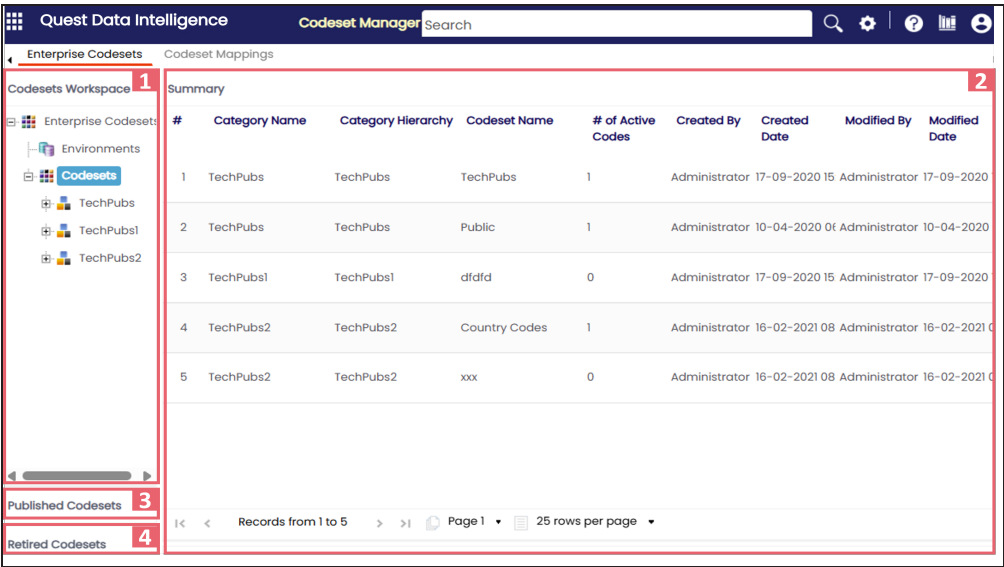 Quest Data Intelligence
Codeset Manager
Search
Enterprise Codesets
Codeset Mappings
Codesets Workspace
1
Enterprise Codesets
Environments
Codesets
TechPubs
TechPubs1
TechPubs2
Summary
2
# Category Name Category Hierarchy Codeset Name # of Active Codes Created By Created Date Modified By Modified Date
1 TechPubs TechPubs TechPubs 1 Administrator 17-09-2020 15 Administrator 17-09-2020
2 TechPubs TechPubs Public 1 Administrator 10-04-2020 06 Administrator 10-04-2020
3 TechPubs1 TechPubs1 dfdfd 0 Administrator 17-09-2020 15 Administrator 17-09-2020
4 TechPubs2 TechPubs2 Country Codes 1 Administrator 16-02-2021 08 Administrator 16-02-2021
5 TechPubs2 TechPubs2 xxx 0 Administrator 16-02-2021 08 Administrator 16-02-2021
Records from 1 to 5
Page 1
25 rows per page
Published Codesets
3
Retired Codesets
4